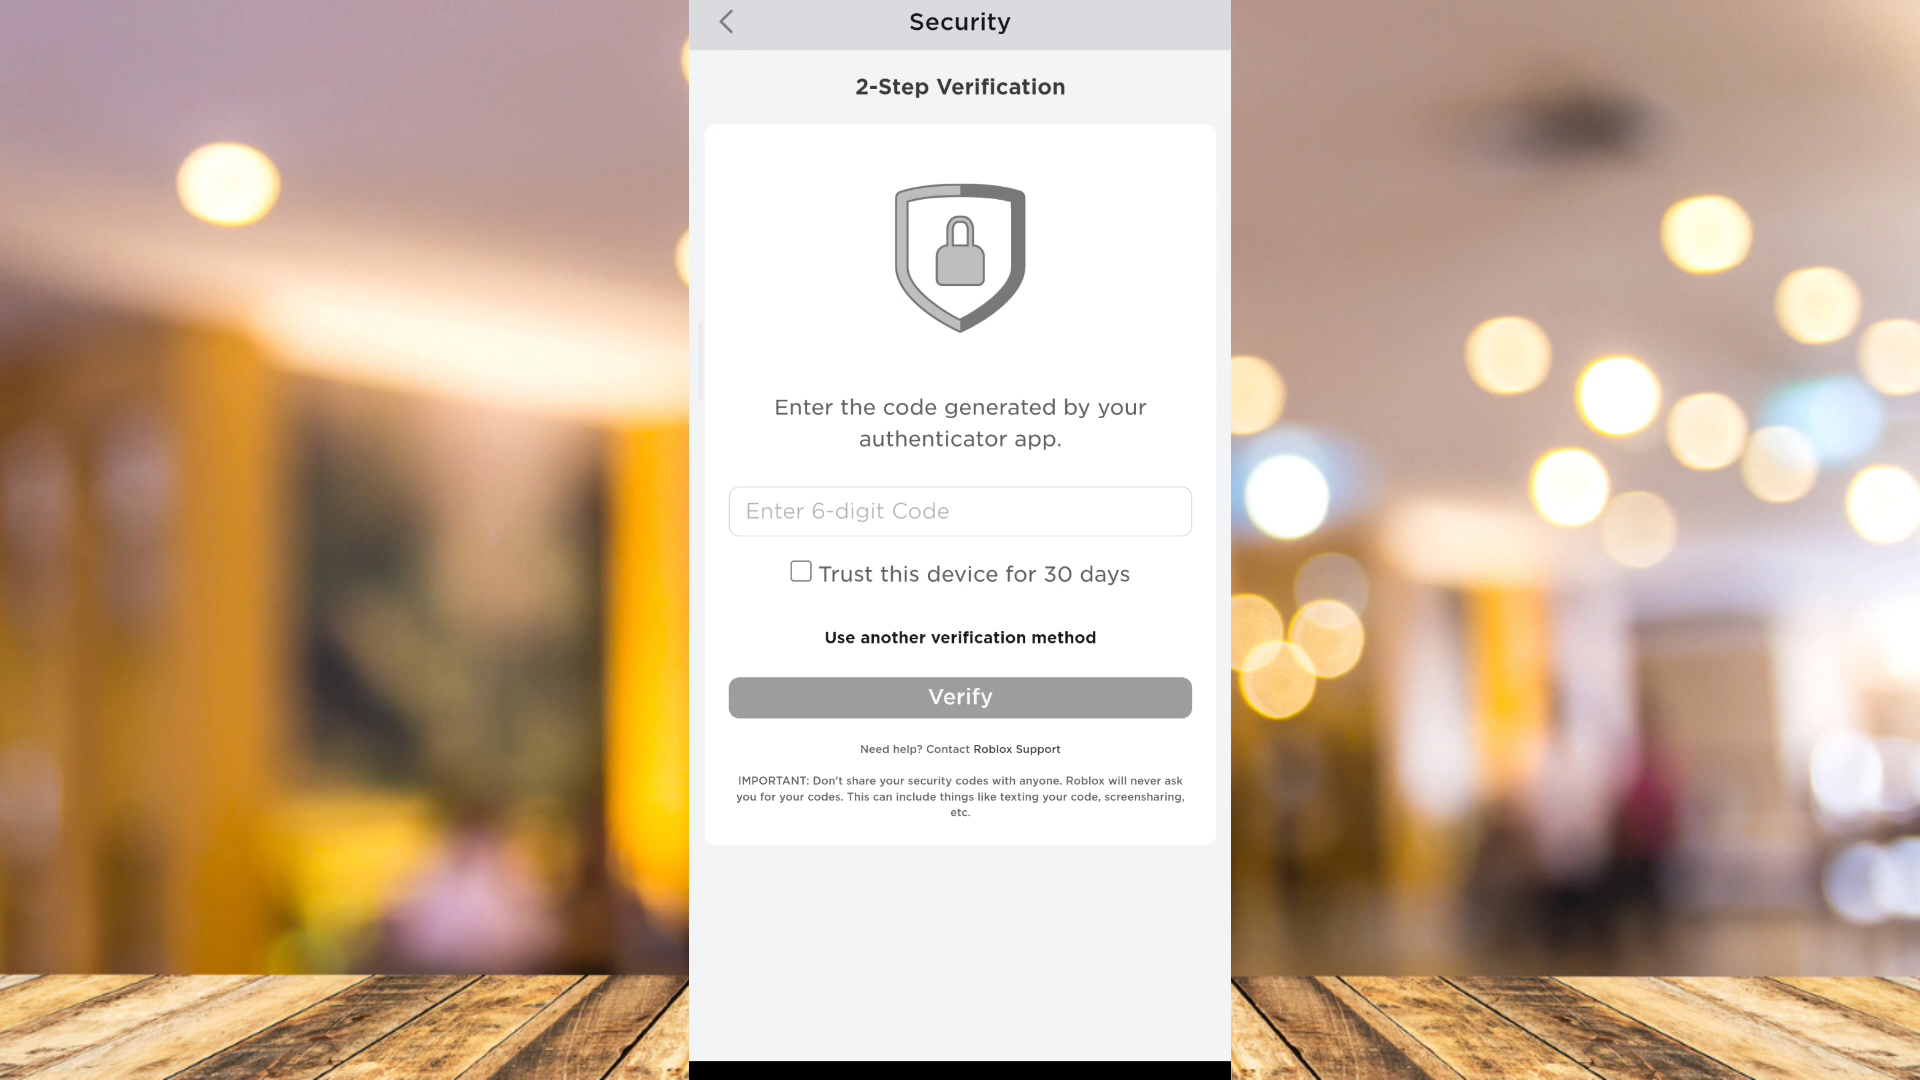 Security
2-Step Verification
Enter the code generated by your
authenticator app.
Enter 6-digit Code
Trust this device for 30 days
Use another verification method
Verify
Need help? Contact Roblox Support
IMPORTANT: Don't share your security codes with anyone. Roblox will never ask
you for your codes. This can include things like texting your code, screensharing,
etc.